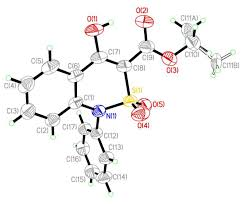 O(1)
O(2)
C(11A)
C(5)
C(7)
C(9)
C(10)
C(6)
C(8)
O(3)
C(11B)
C(4)
S(1)
C(3)
C(1)
O(5)
N(1)
O(4)
C(2)
C(17)
C(12)
C(16)
C(13)
C(15)
C(14)